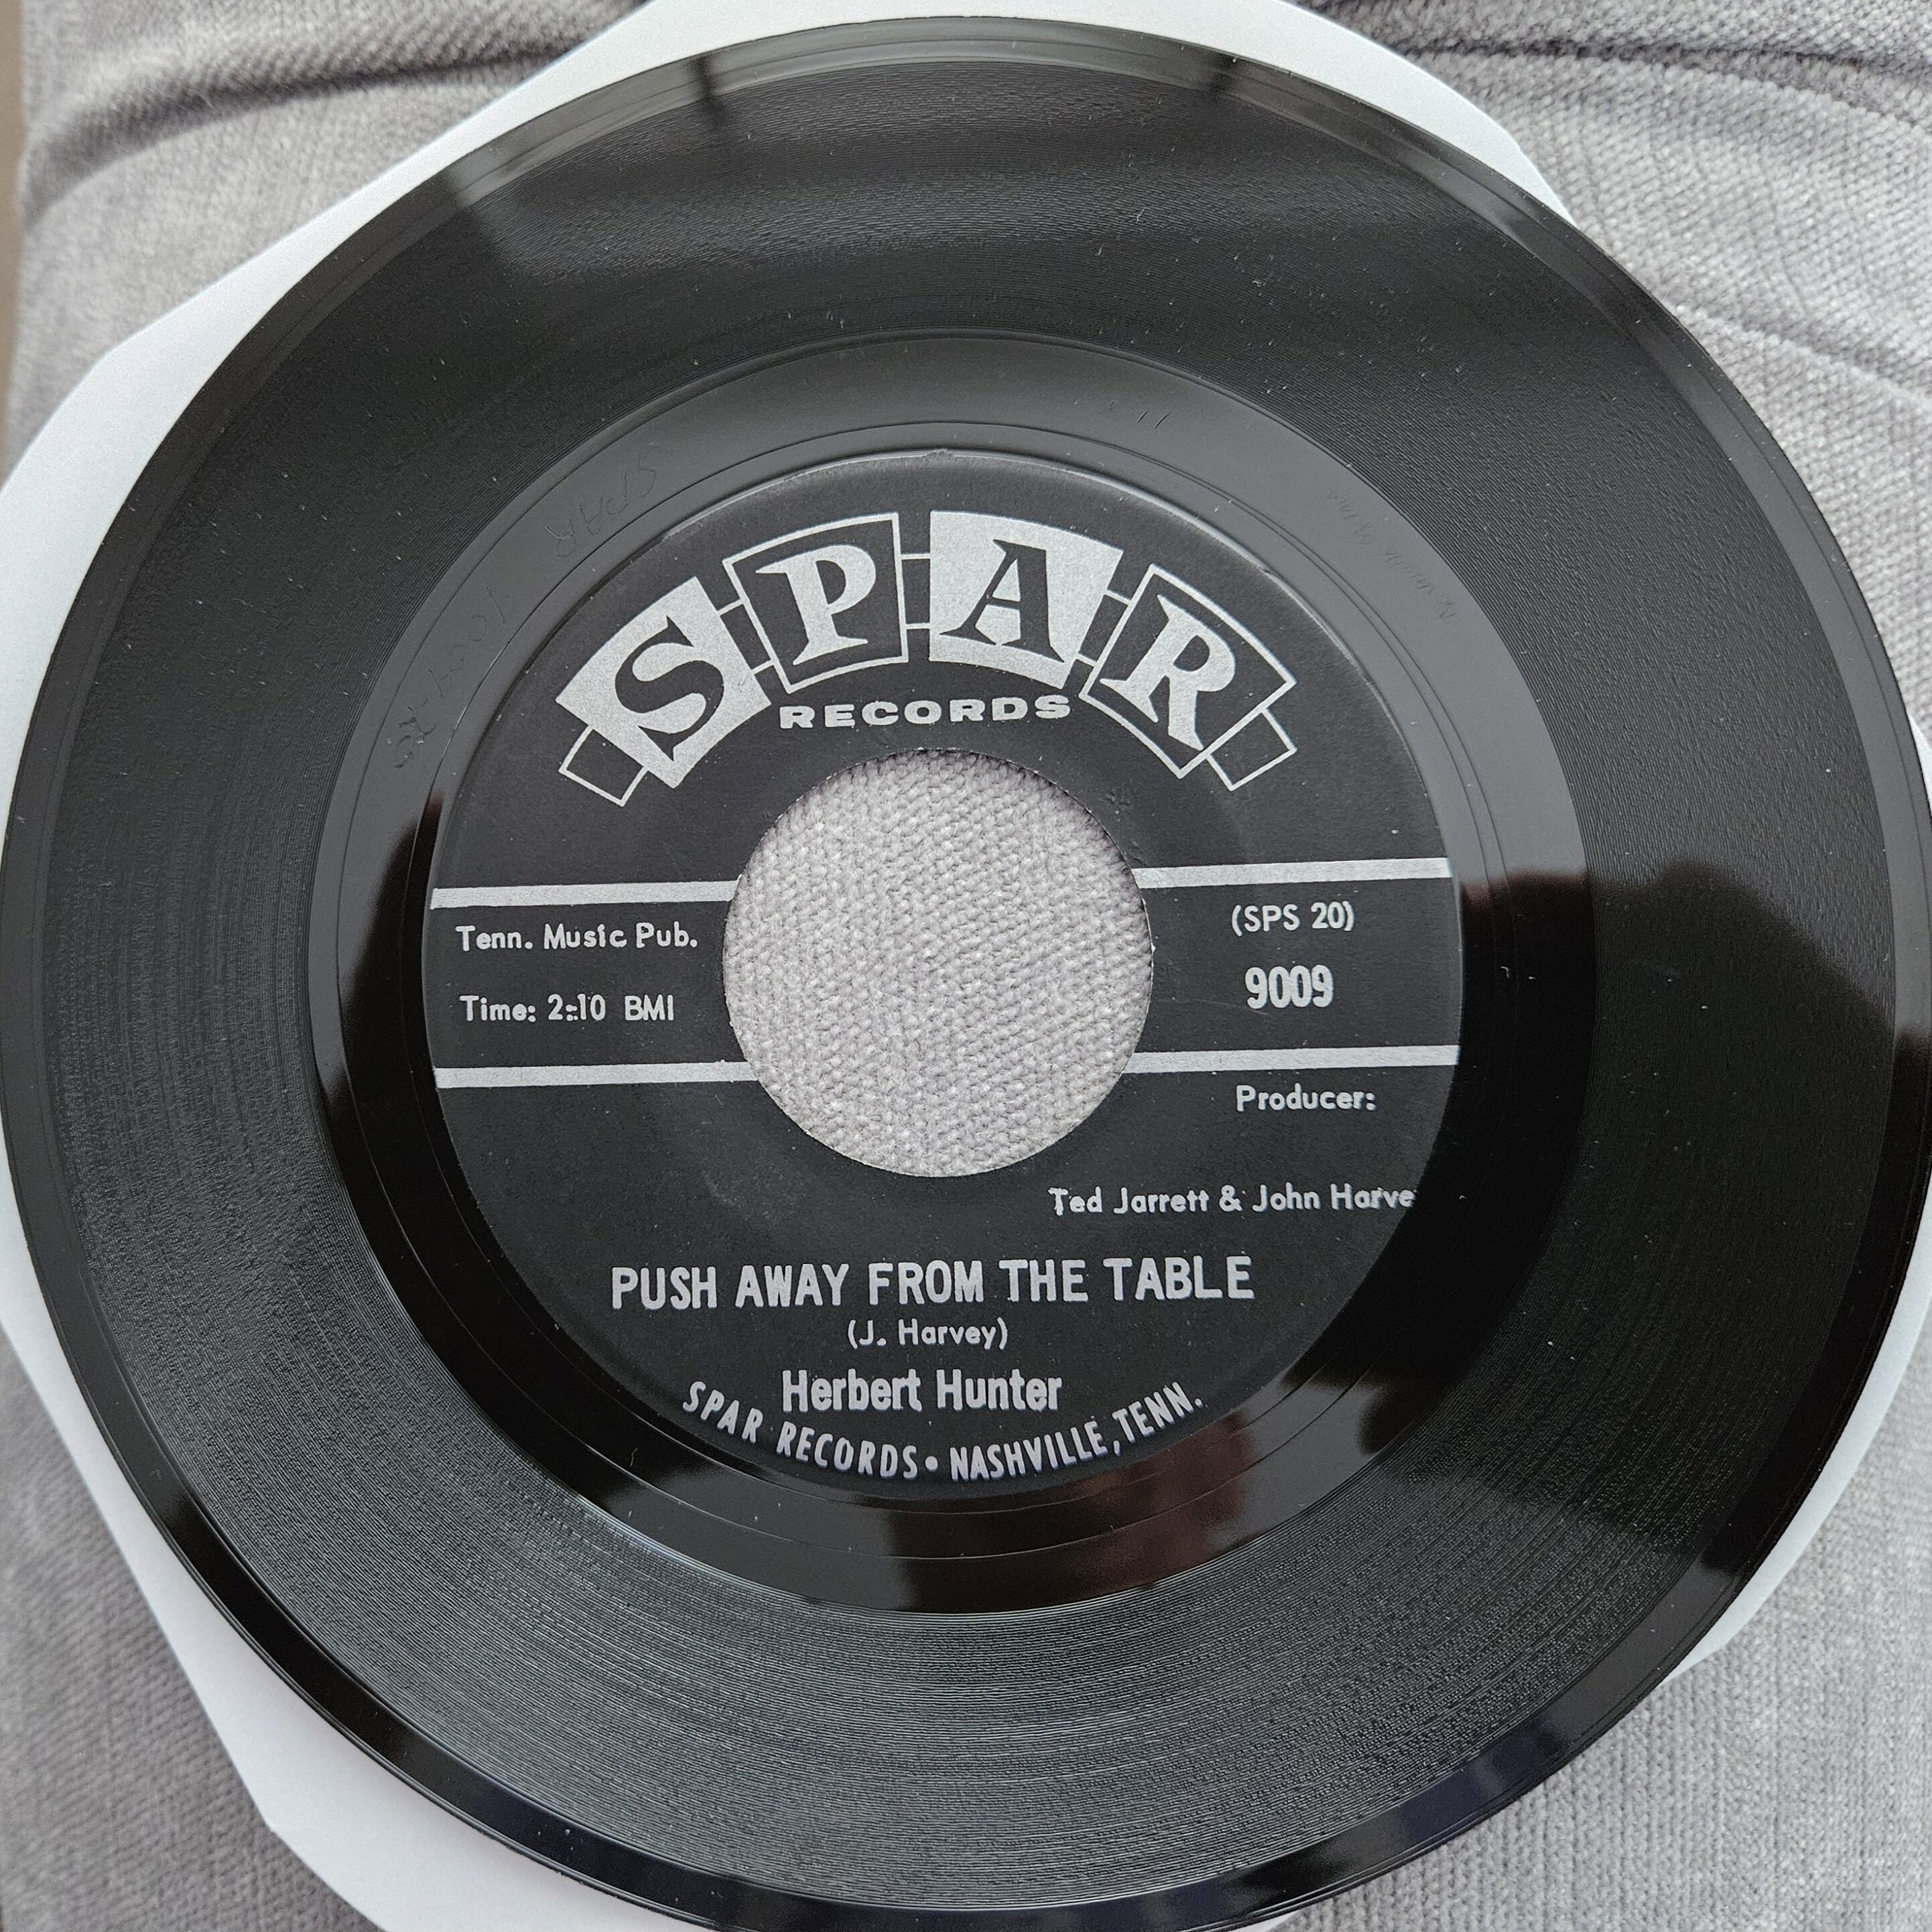 SPAR
RECORDS
Tenn. Music Pub.
Time: 2:10 BMI
(SPS 20)
9009
Producer:
Ted Jarrett & John Harve
PUSH AWAY FROM THE TABLE
(J. Harvey)
Herbert Hunter
SPAR RECORDS • NASHVILLE, TENN.
SPAR